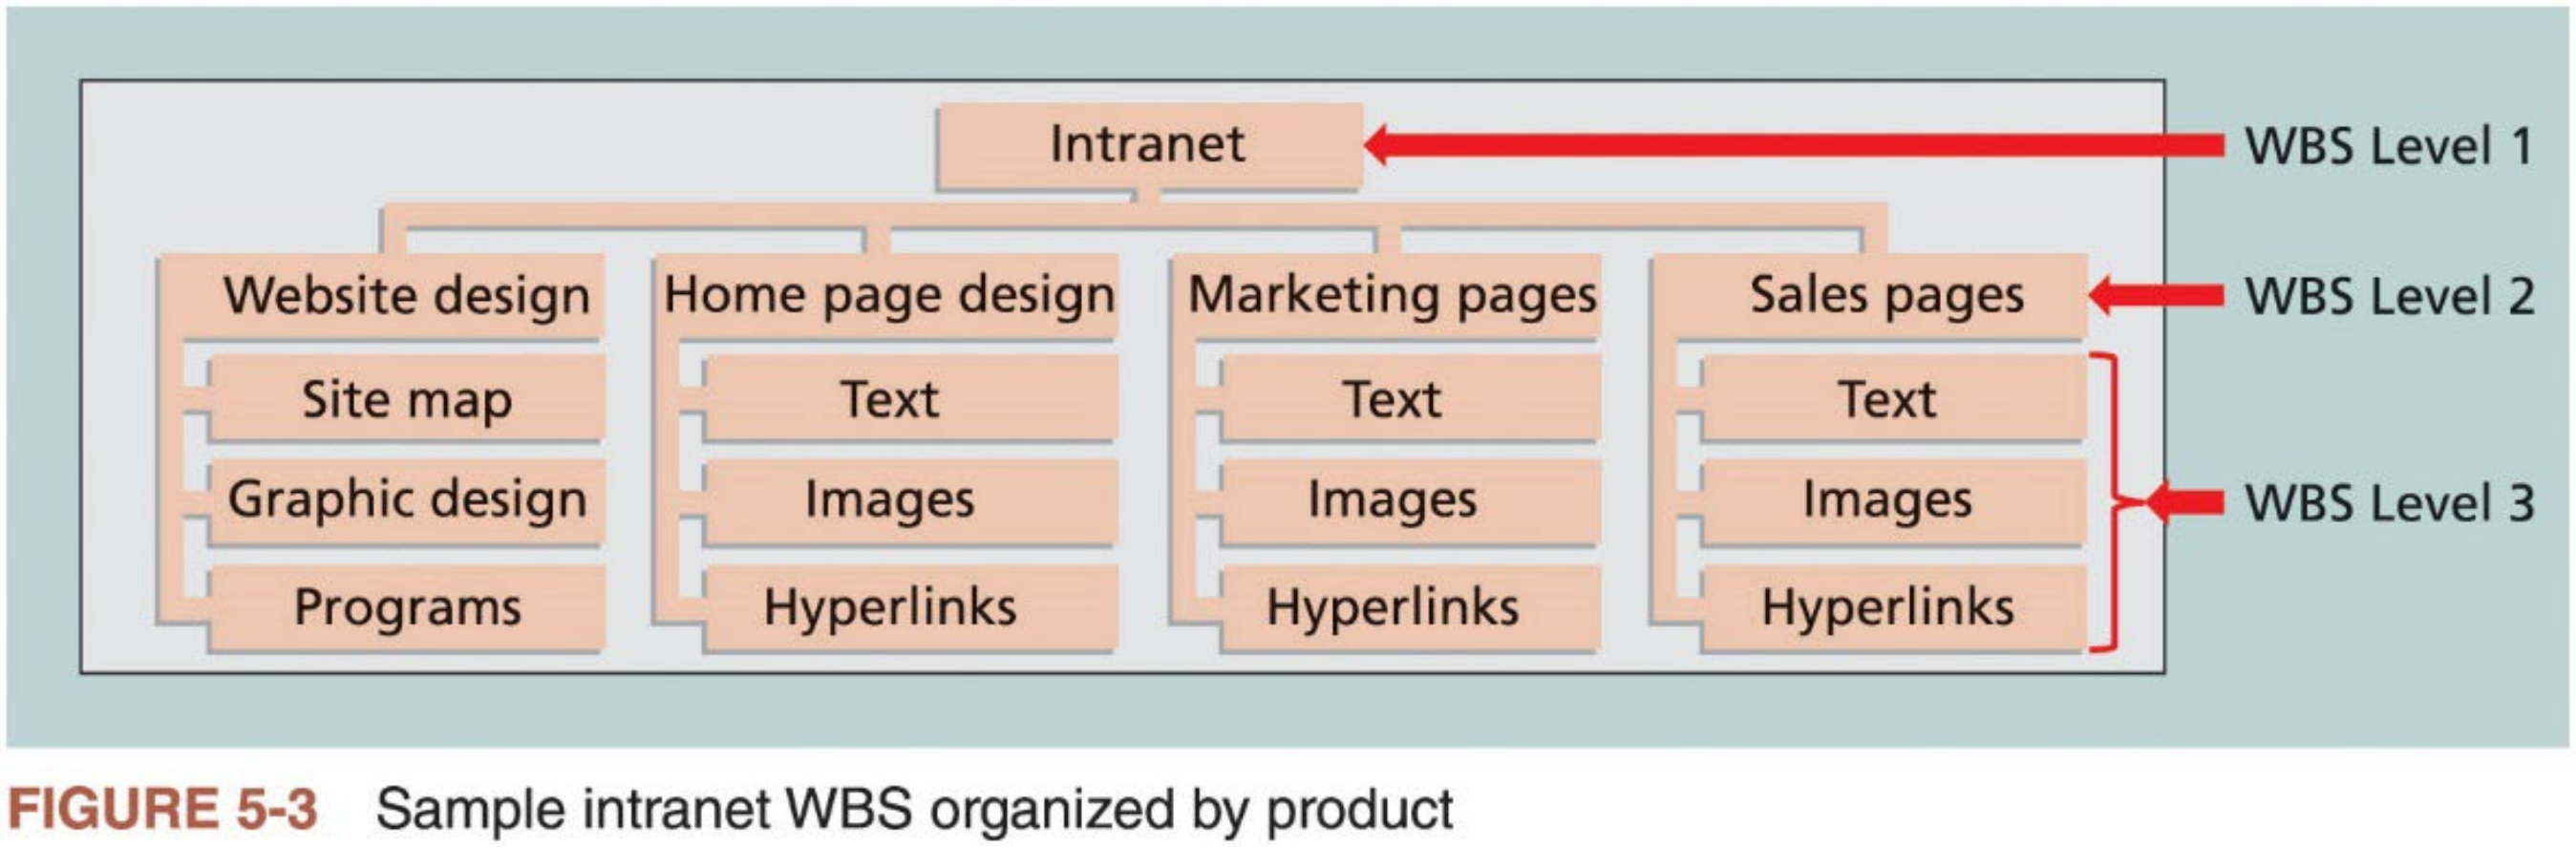 Intranet
WBS Level 1
Website design
Home page design
Marketing pages
Sales pages
WBS Level 2
Site map
Text
Text
Text
Graphic design
Images
Images
Images
WBS Level 3
Programs
Hyperlinks
Hyperlinks
Hyperlinks
FIGURE 5-3 Sample intranet WBS organized by product